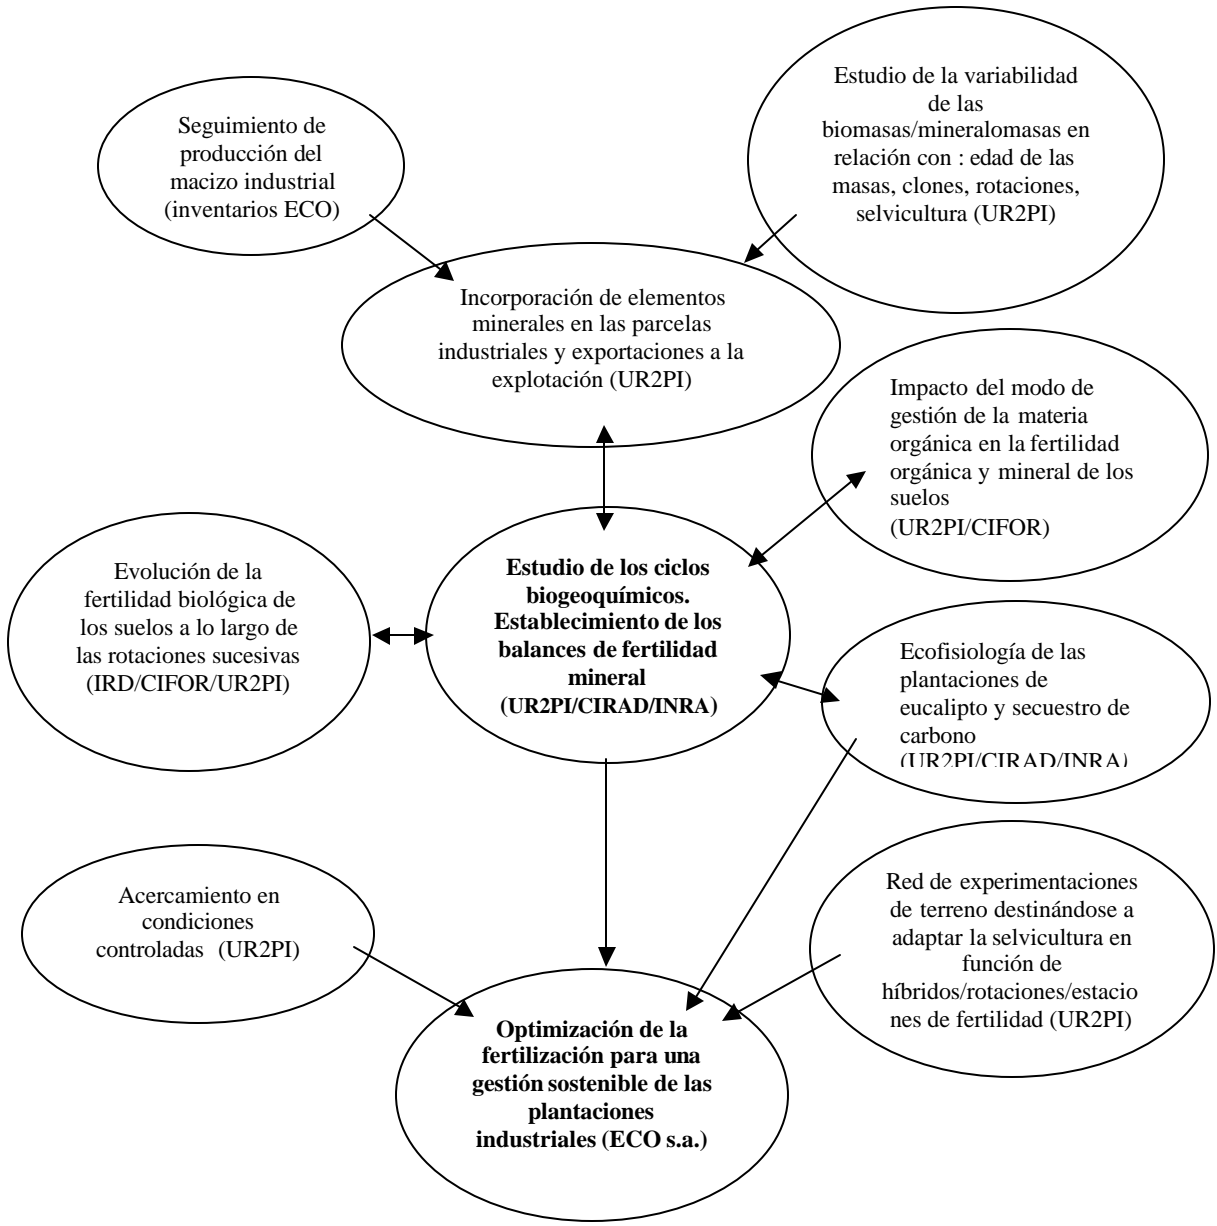 Estudio de la variabilidad
de las
biomasas/mineralomasas en
relación con : edad de las
masas, clones, rotaciones,
selvicultura (UR2PI)
Seguimiento de
producción del
macizo industrial
(inventarios ECO)
Incorporación de elementos
minerales en las parcelas
industriales y exportaciones a la
explotación (UR2PI)
Impacto del modo de
gestión de la materia
orgánica en la fertilidad
orgánica y mineral de los
suelos
(UR2PI/CIFOR)
Estudio de los ciclos
biogeoquímicos.
Establecimiento de los
balances de fertilidad
mineral
(UR2PI/CIRAD/INRA)
Evolución de la
fertilidad biológica de
los suelos a lo largo de
las rotaciones sucesivas
(IRD/CIFOR/UR2PI)
Ecofisiología de las
plantaciones de
eucalipto y secuestro de
carbono
(UR2PI/CIRAD/INRA)
Acercamiento en
condiciones
controladas (UR2PI)
Red de experimentaciones
de terreno destinándose a
adaptar la selvicultura en
función de
híbridos/rotaciones/estacio
nes de fertilidad (UR2PI)
Optimización de la
fertilización para una
gestión sostenible de las
plantaciones
industriales (ECO s.a.)